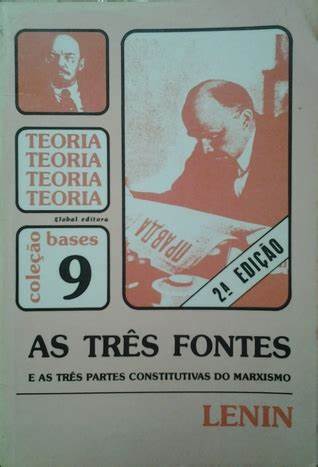 TEORIA
TEORIA
TEORIA
TEORIA
Global editora
coleção
bases
9
ПРАВДА
2ª EDIÇÃO
AS TRÊS FONTES
E AS TRÊS PARTES CONSTITUTIVAS DO MARXISMO
LENIN